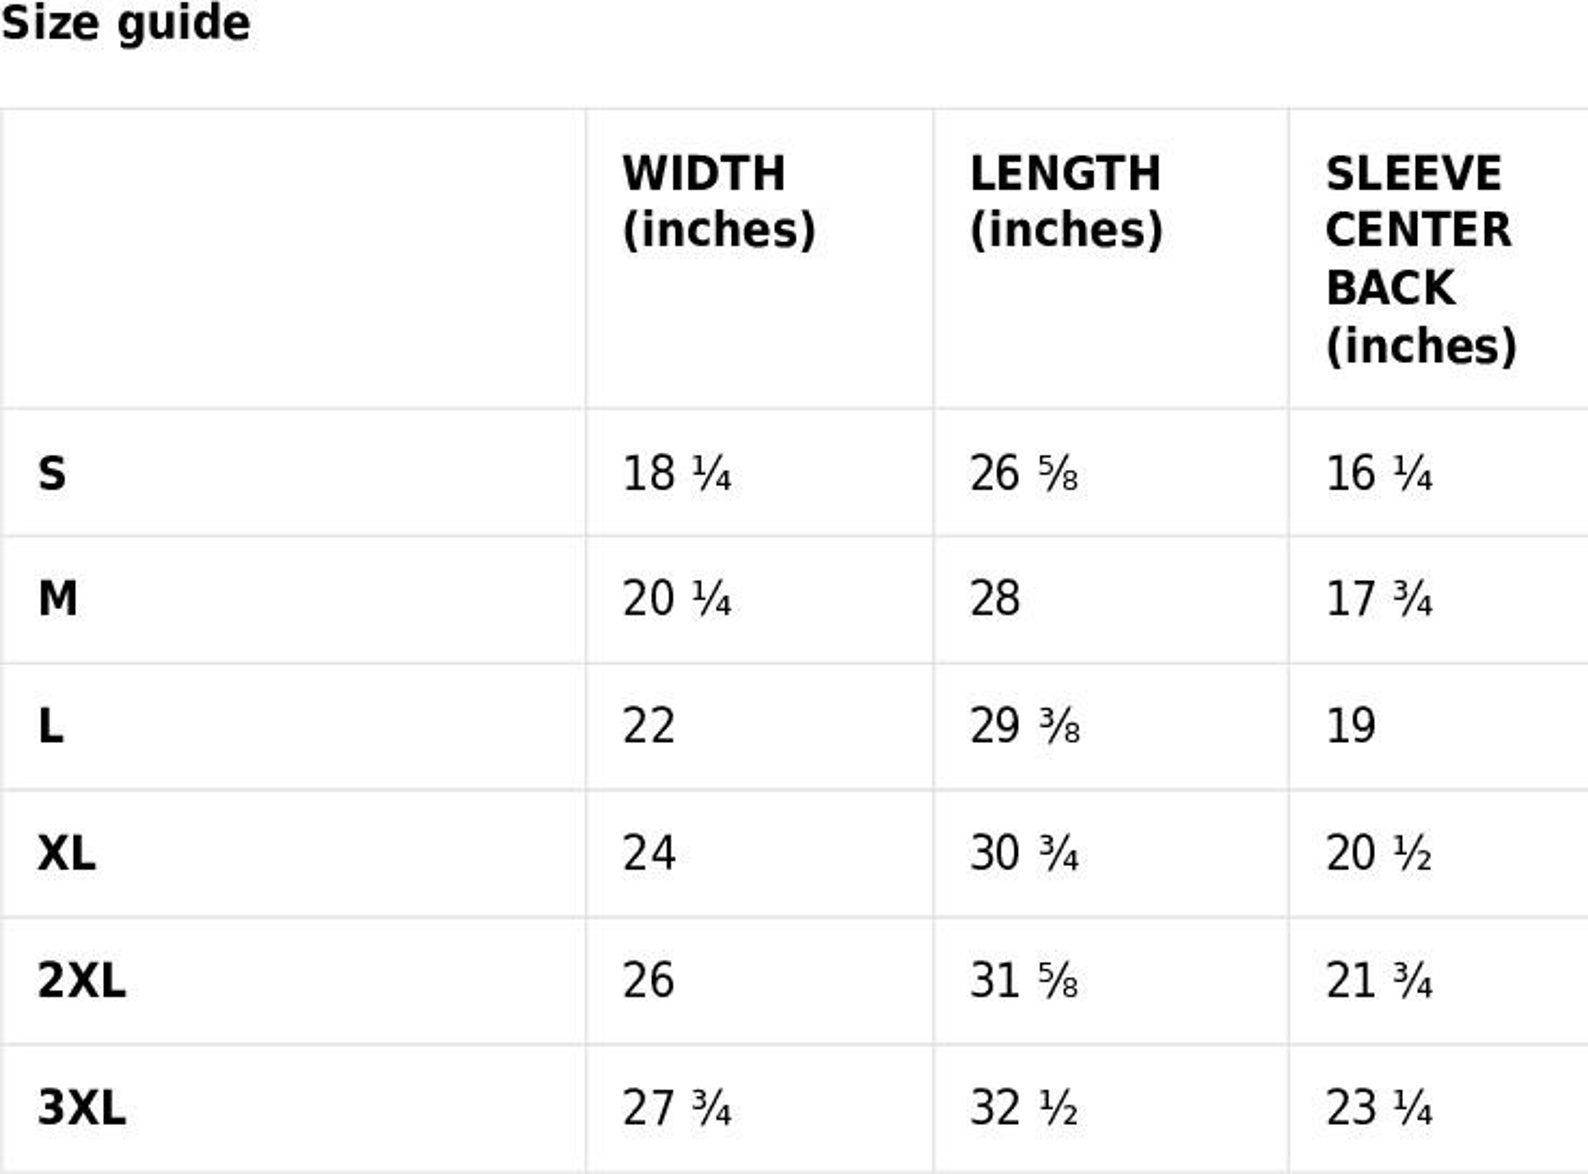 Size guide
WIDTH (inches) LENGTH (inches) SLEEVE CENTER BACK (inches)
S 18 ¼ 26 ⅝ 16 ¼
M 20 ¼ 28 17 ¾
L 22 29 ⅜ 19
XL 24 30 ¾ 20 ½
2XL 26 31 ⅝ 21 ¾
3XL 27 ¾ 32 ½ 23 ¼